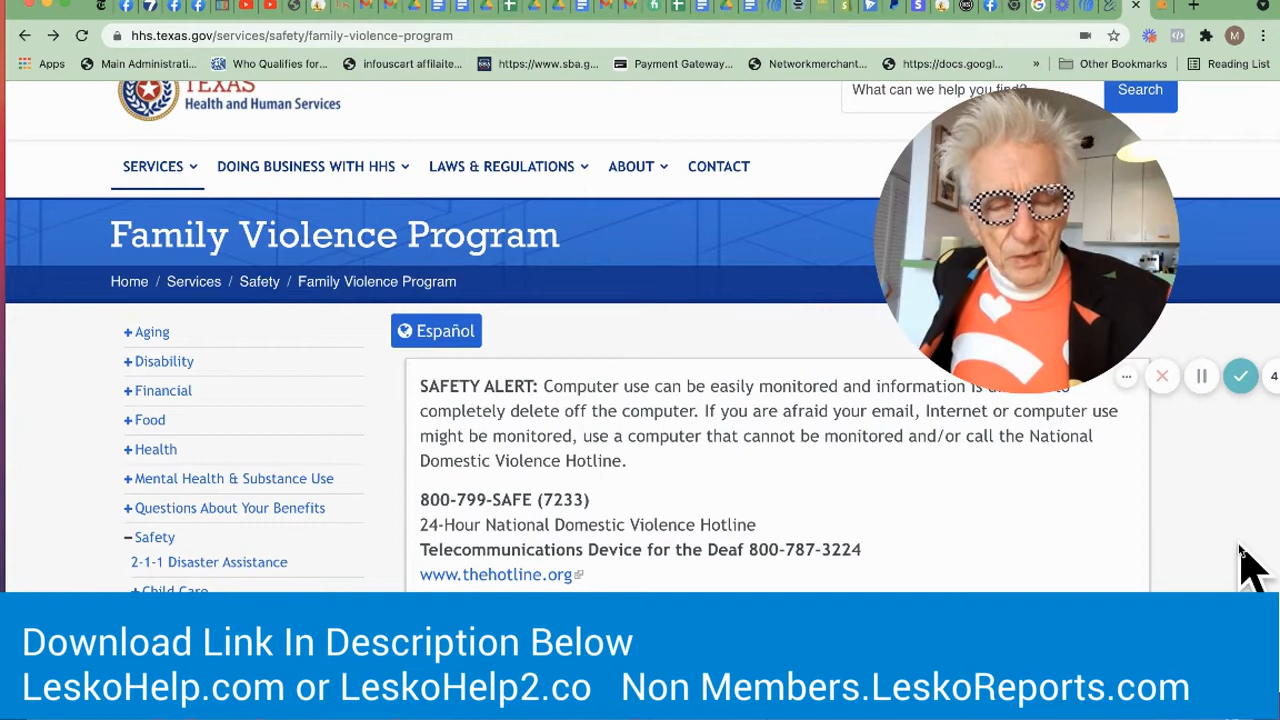 hhs.texas.gov/services/safety/family-violence-program
M
Apps Main Administrati... Who Qualifies for... infouscart affilaite... https://www.sba.g... Payment Gateway... Networkmerchant... https://docs.googl... » Other Bookmarks Reading List
TEXAS
Health and Human Services
What can we help you find?
Search
SERVICES DOING BUSINESS WITH HHS LAWS & REGULATIONS ABOUT CONTACT
Family Violence Program
Home / Services / Safety / Family Violence Program
+Aging
+Disability
+Financial
+Food
+Health
+Mental Health & Substance Use
+Questions About Your Benefits
−Safety
2-1-1 Disaster Assistance
+Child Care
Español
SAFETY ALERT: Computer use can be easily monitored and information is
completely delete off the computer. If you are afraid your email, Internet or computer use
might be monitored, use a computer that cannot be monitored and/or call the National
Domestic Violence Hotline.
800-799-SAFE (7233)
24-Hour National Domestic Violence Hotline
Telecommunications Device for the Deaf 800-787-3224
www.thehotline.org
4
Download Link In Description Below
LeskoHelp.com or LeskoHelp2.co Non Members.LeskoReports.com